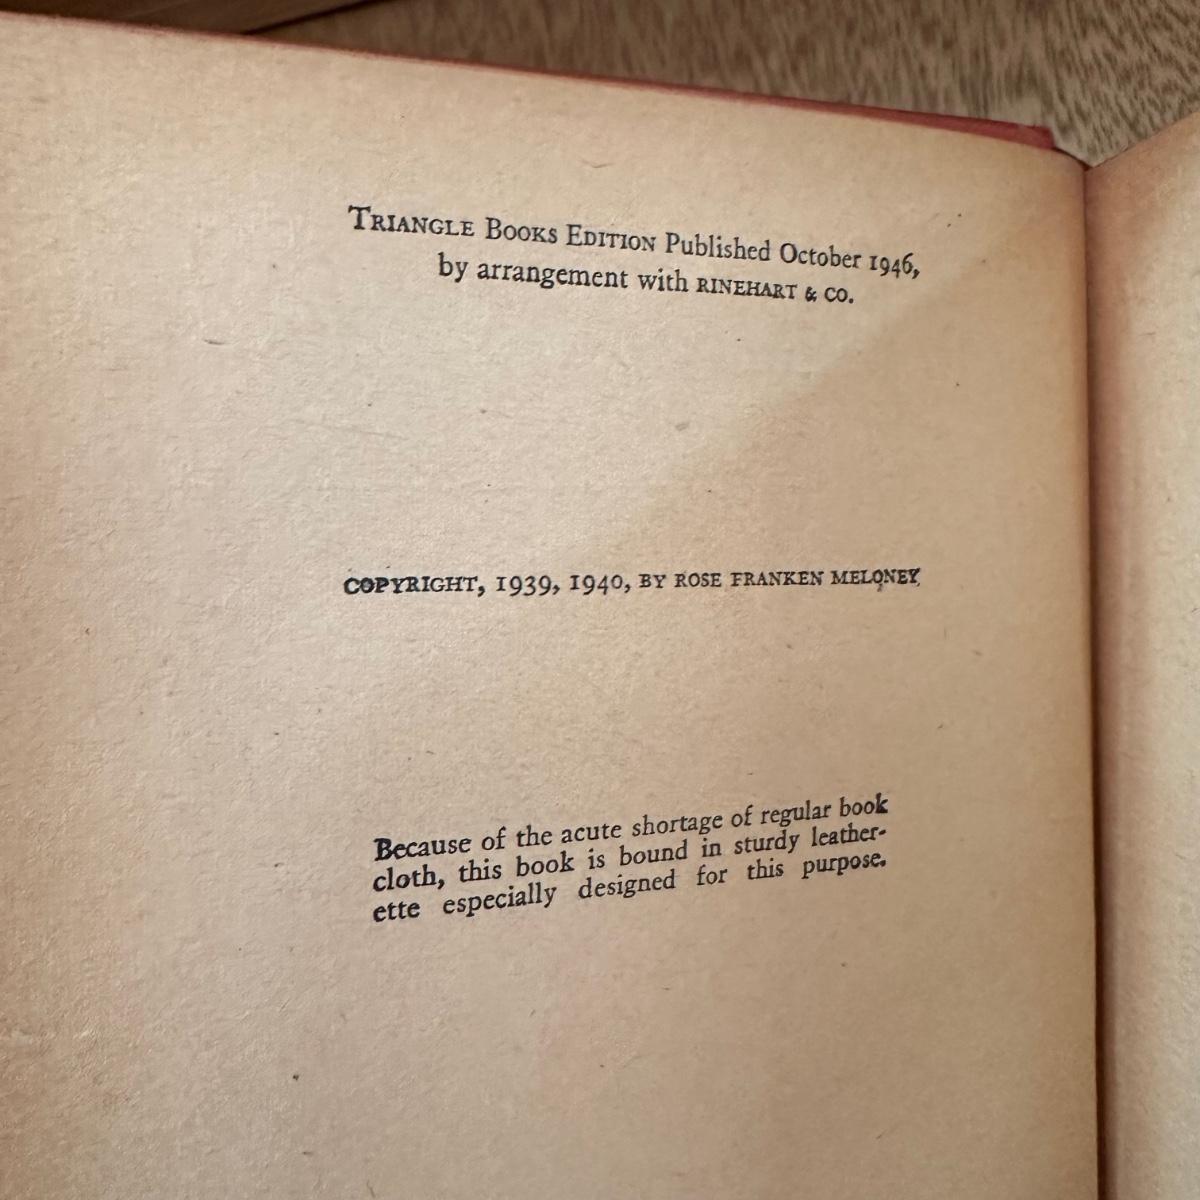 TRIANGLE BOOKS EDITION Published October 1946,
by arrangement with RINEHART & CO.
COPYRIGHT, 1939, 1940, BY ROSE FRANKEN MELONEY
Because of the acute shortage of regular book
cloth, this book is bound in sturdy leather-
ette especially designed for this purpose.